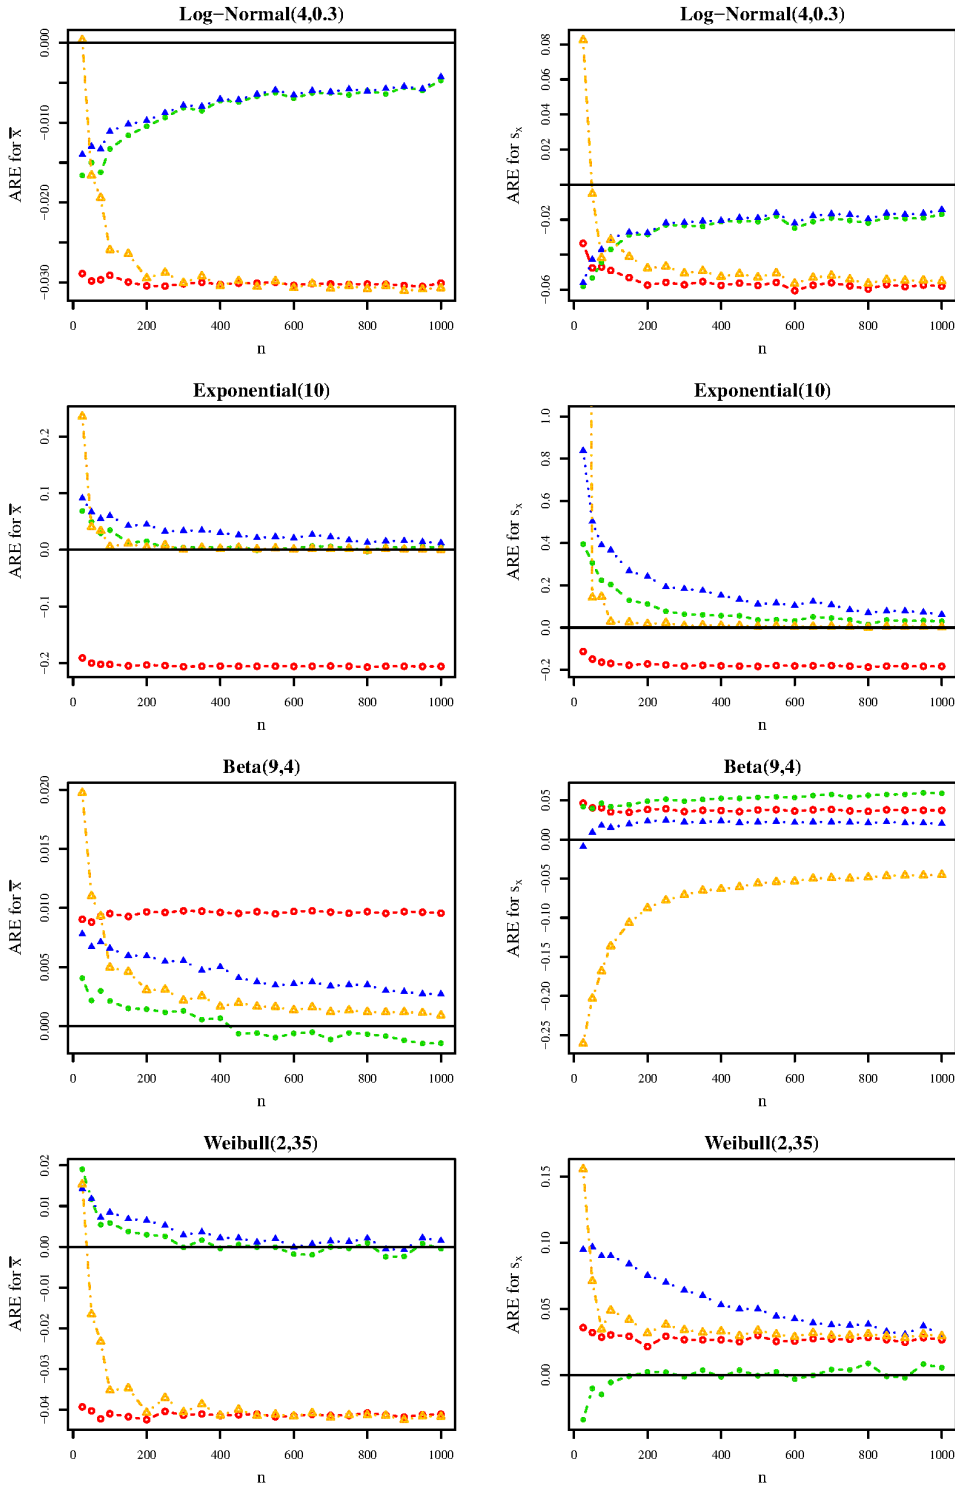 Log−Normal(4,0.3)
ARE for x̄
0.000
−0.010
−0.020
−0.030
0 200 400 600 800 1000
n
Log−Normal(4,0.3)
ARE for sx
0.08
0.06
0.04
0.02
−0.02
−0.06
0 200 400 600 800 1000
n
Exponential(10)
ARE for x̄
0.2
0.1
0.0
−0.1
−0.2
0 200 400 600 800 1000
n
Exponential(10)
ARE for sx
1.0
0.8
0.6
0.4
0.2
0.0
−0.2
0 200 400 600 800 1000
n
Beta(9,4)
ARE for x̄
0.020
0.015
0.010
0.005
0.000
0 200 400 600 800 1000
n
Beta(9,4)
ARE for sx
0.05
0.00
−0.05
−0.10
−0.15
−0.20
−0.25
0 200 400 600 800 1000
n
Weibull(2,35)
ARE for x̄
0.02
0.01
0.00
−0.01
−0.02
−0.03
−0.04
0 200 400 600 800 1000
n
Weibull(2,35)
ARE for sx
0.15
0.10
0.05
0.00
0 200 400 600 800 1000
n